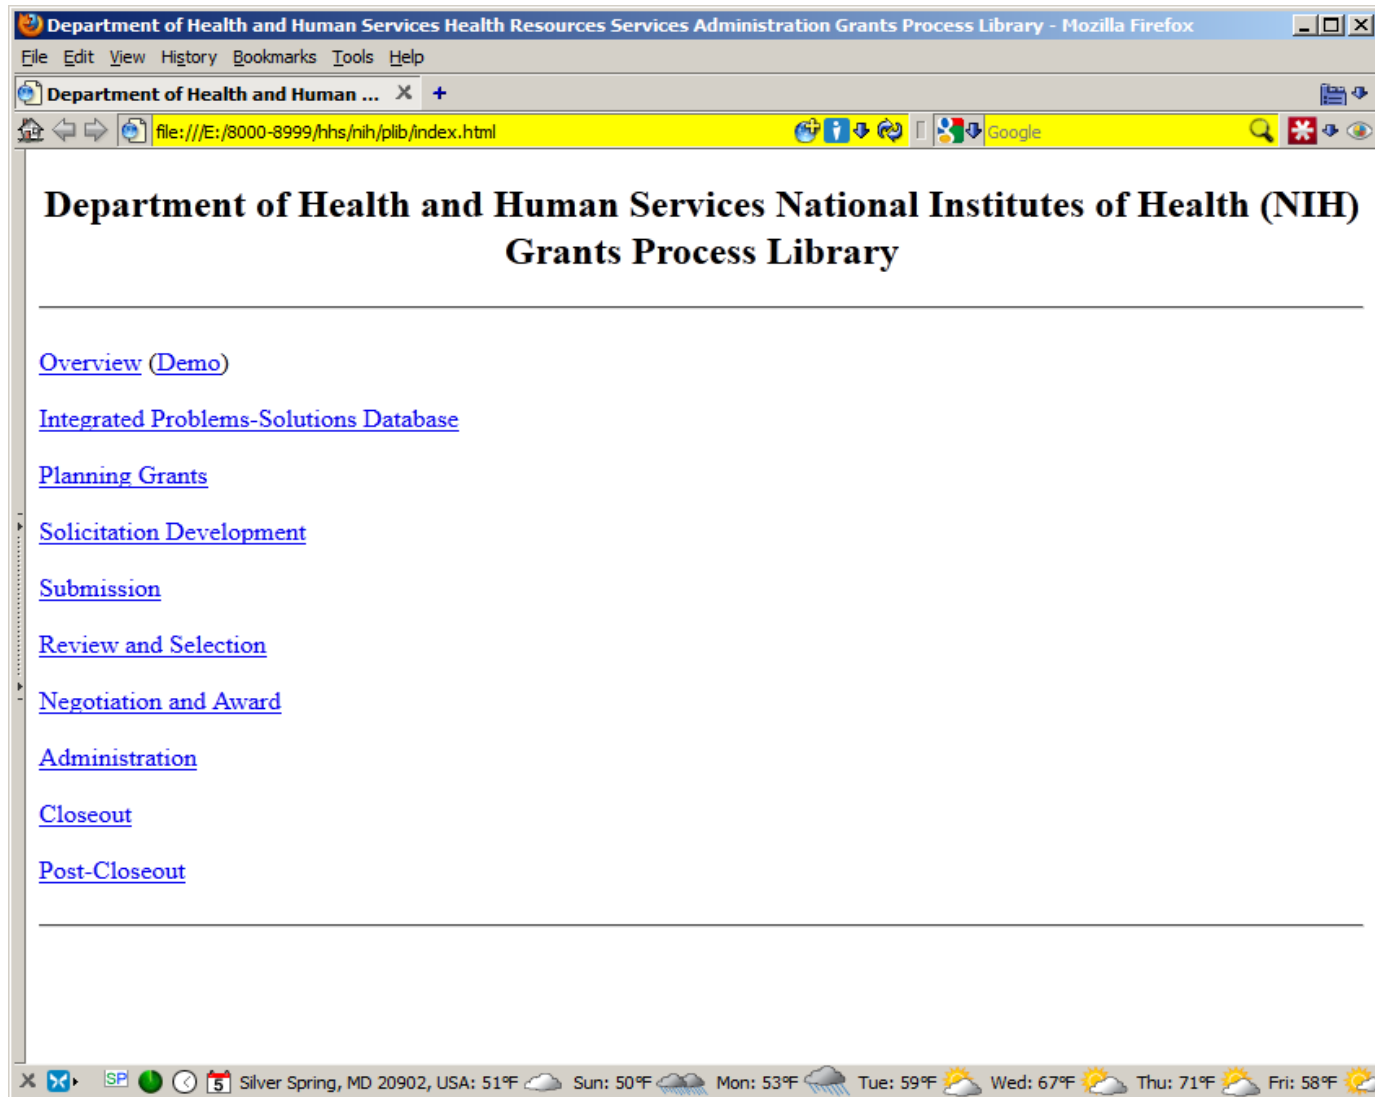 Department of Health and Human Services Health Resources Services Administration Grants Process Library - Mozilla Firefox
File Edit View History Bookmarks Tools Help
Department of Health and Human ...
file:///E:/8000-8999/hhs/nih/plib/index.html Google
Department of Health and Human Services National Institutes of Health (NIH)
Grants Process Library
Overview (Demo)
Integrated Problems-Solutions Database
Planning Grants
Solicitation Development
Submission
Review and Selection
Negotiation and Award
Administration
Closeout
Post-Closeout
SP 5 Silver Spring, MD 20902, USA: 51°F Sun: 50°F Mon: 53°F Tue: 59°F Wed: 67°F Thu: 71°F Fri: 58°F